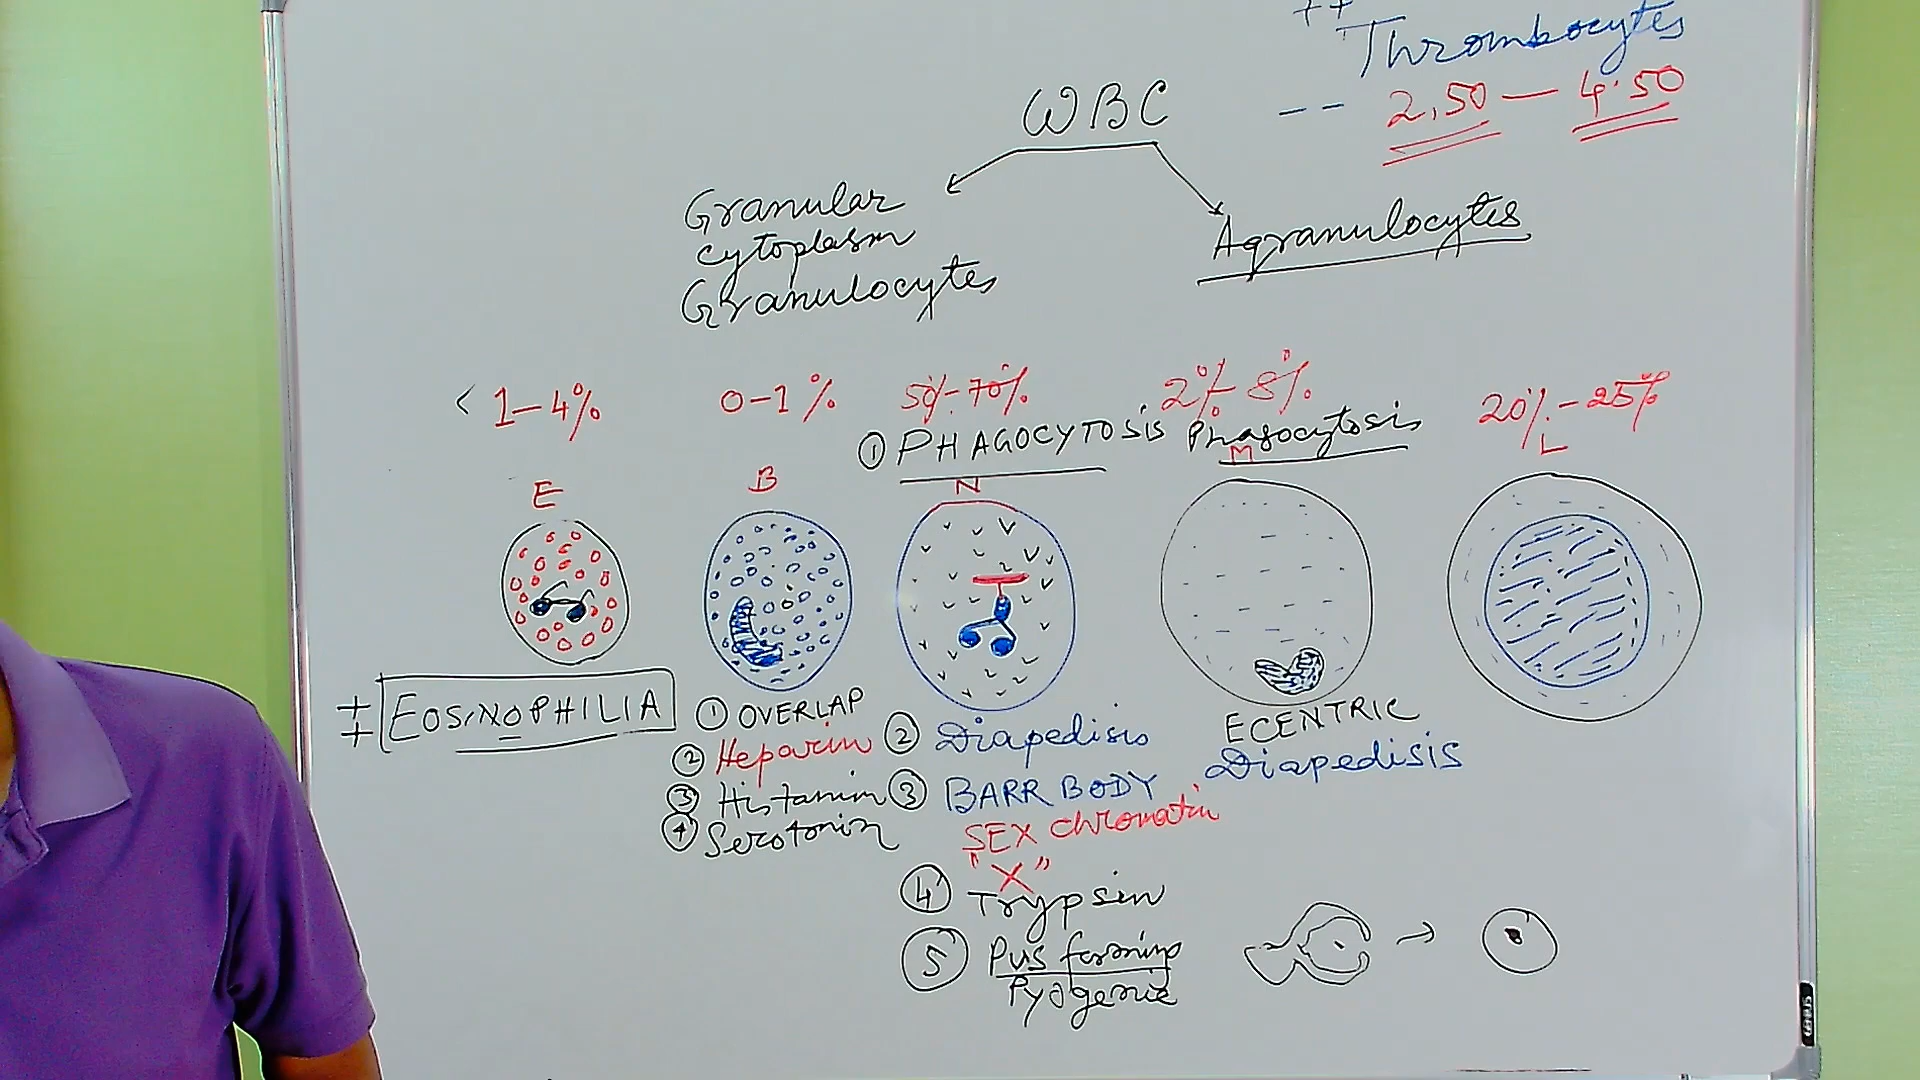 ++
Thrombocytes
-- 2,50 — 4.50
WBC
Granular
cytoplasm
Granulocytes
Agranulocytes
< 1-4%
0-1%
50%-70%
2%-8%
20%-25%
① PHAGOCYTOSIS
Phagocytosis
E
B
N
M
L
++ EOSINOPHILIA
① OVERLAP
② Heparin
③ Histamin
④ Serotonin
② Diapedisis
③ BARR BODY
SEX Chromatin
"X"
④ Trypsin
⑤ Pus forming
Pyogenic
ECENTRIC
Diapedisis